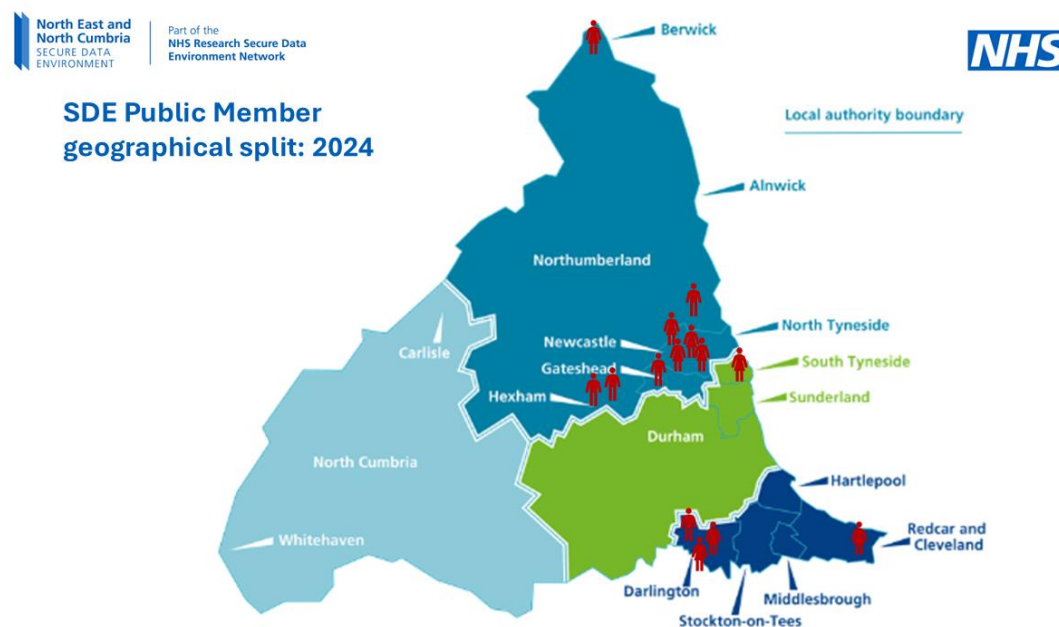 North East and
North Cumbria
SECURE DATA
ENVIRONMENT
Part of the
NHS Research Secure Data
Environment Network
NHS
SDE Public Member
geographical split: 2024
Berwick
Local authority boundary
Alnwick
Northumberland
North Tyneside
Newcastle
Carlisle
South Tyneside
Gateshead
Hexham
Sunderland
Durham
North Cumbria
Hartlepool
Redcar and
Cleveland
Whitehaven
Darlington
Middlesbrough
Stockton-on-Tees